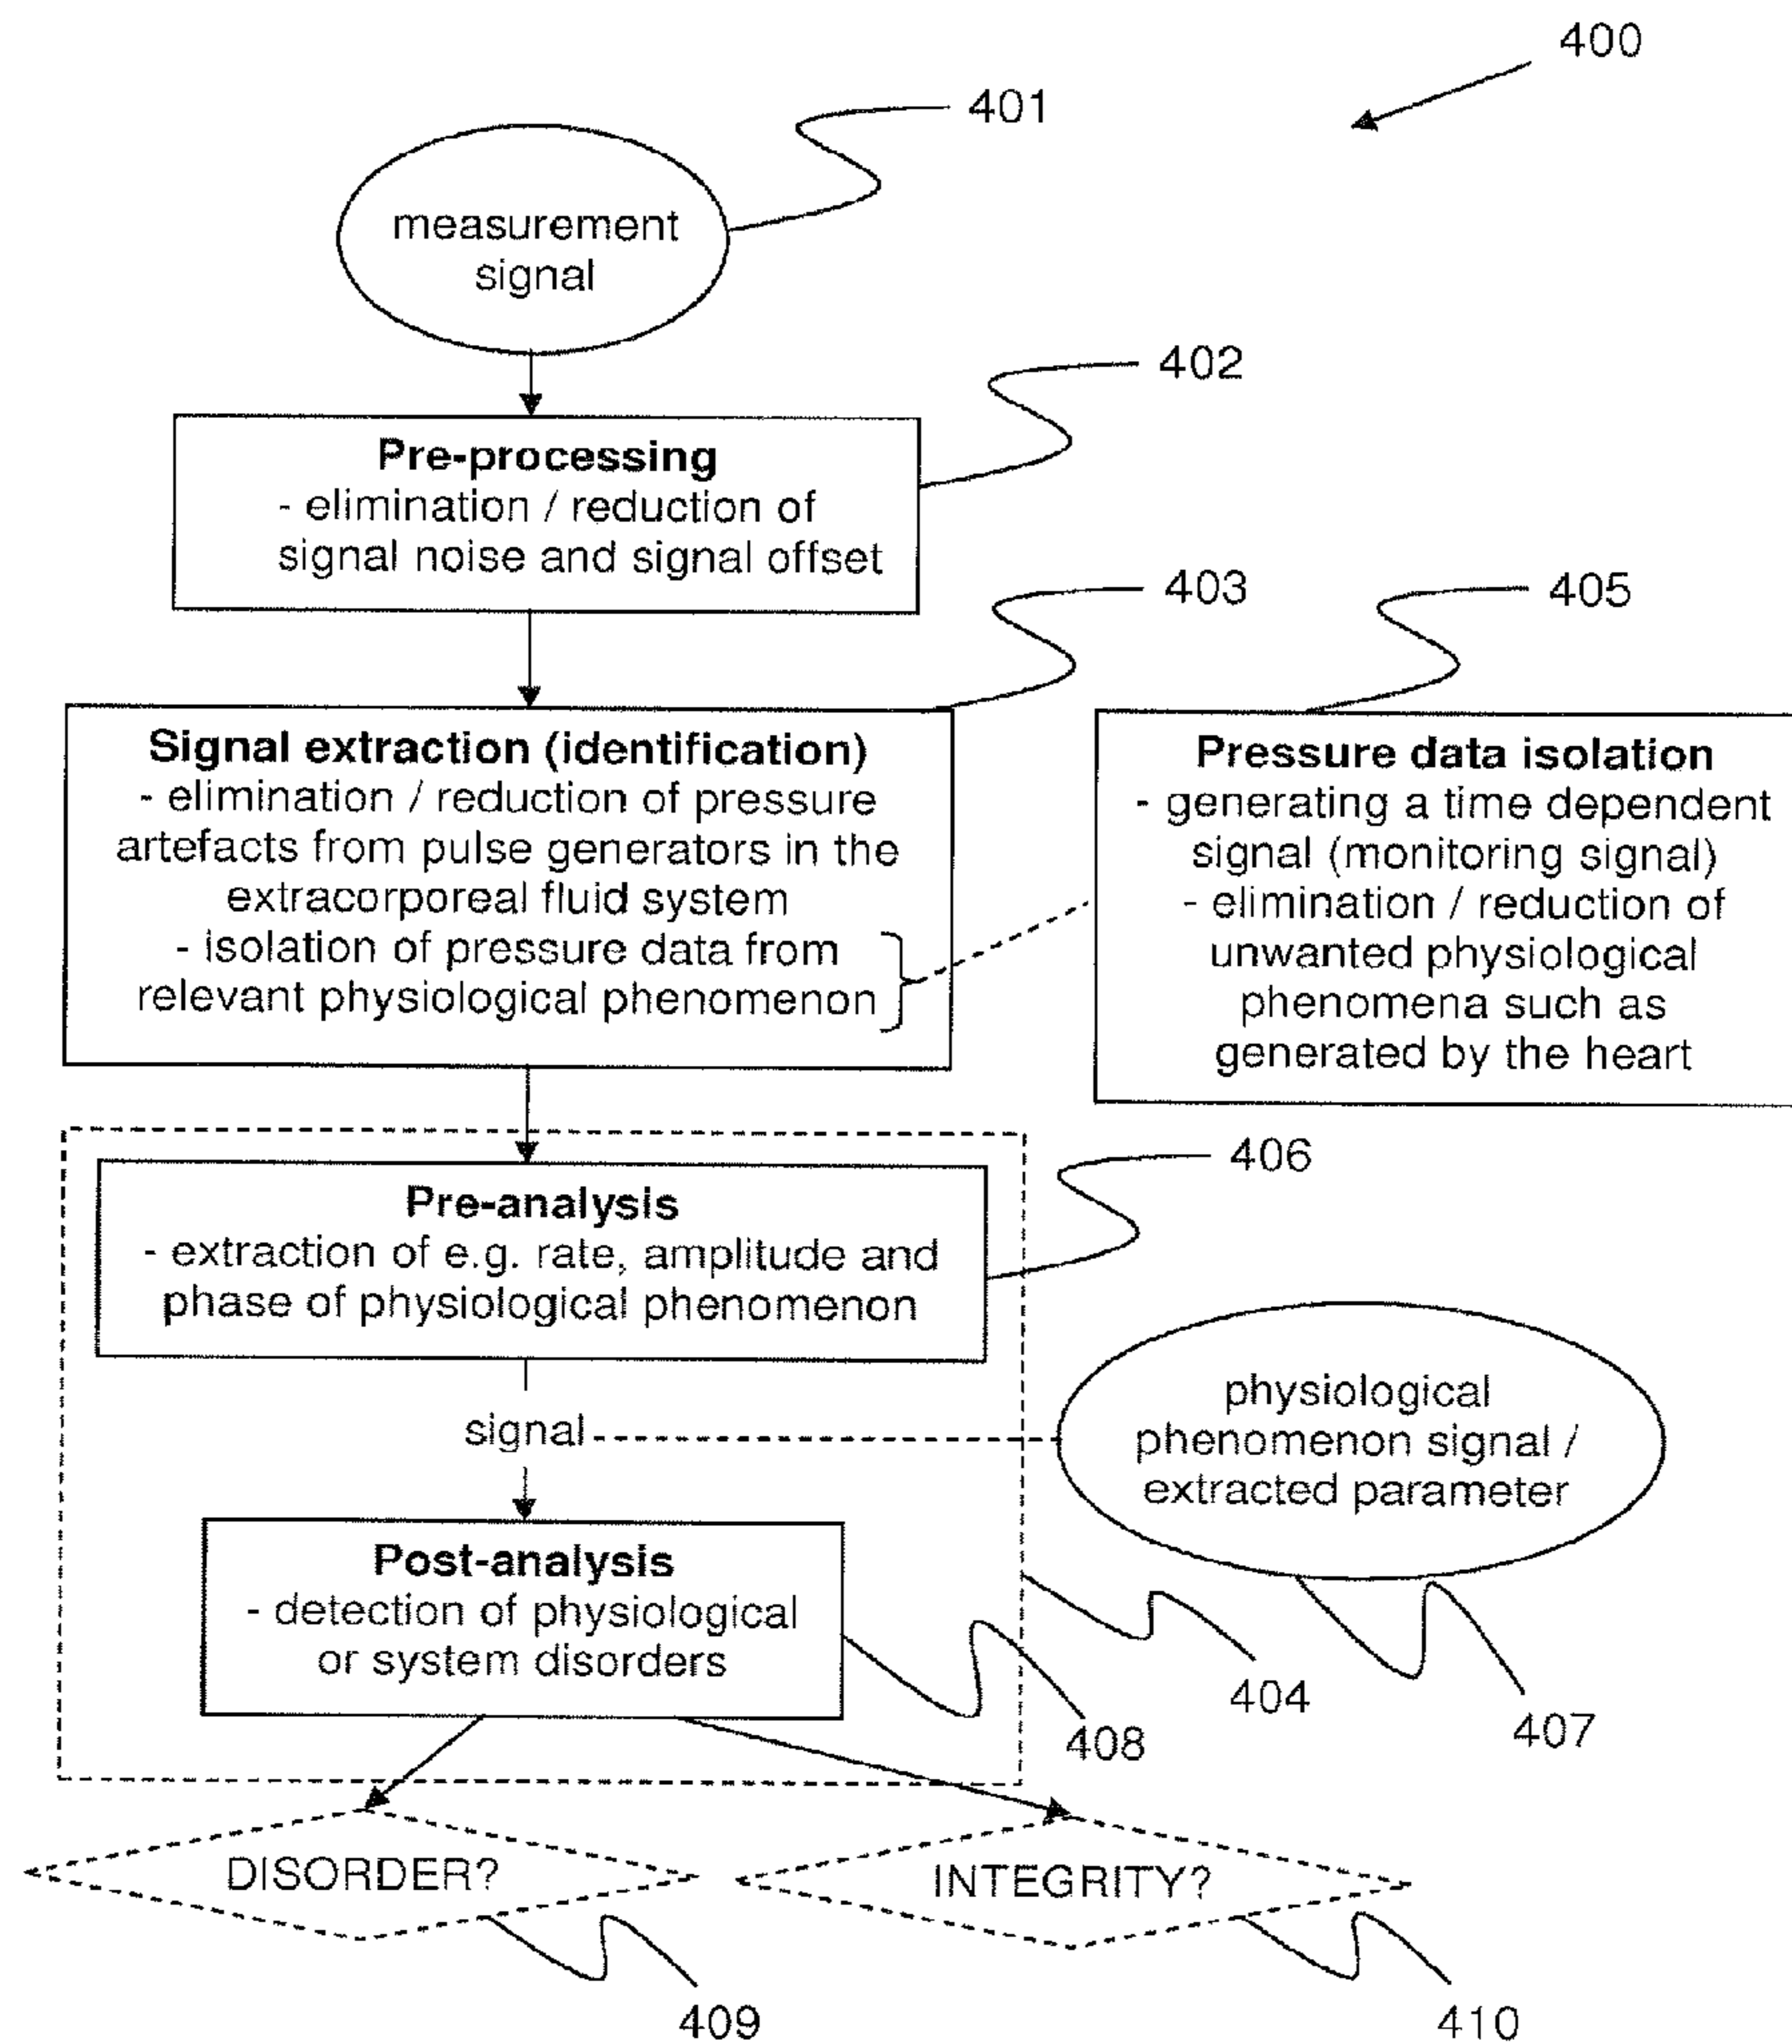 400
401
measurement
signal
402
Pre-processing
- elimination / reduction of
signal noise and signal offset
403
405
Signal extraction (identification)
- elimination / reduction of pressure
artefacts from pulse generators in the
extracorporeal fluid system
- isolation of pressure data from
relevant physiological phenomenon
Pressure data isolation
- generating a time dependent
signal (monitoring signal)
- elimination / reduction of
unwanted physiological
phenomena such as
generated by the heart
406
Pre-analysis
- extraction of e.g. rate, amplitude and
phase of physiological phenomenon
signal
physiological
phenomenon signal /
extracted parameter
Post-analysis
- detection of physiological
or system disorders
404
407
408
DISORDER?
INTEGRITY?
409
410